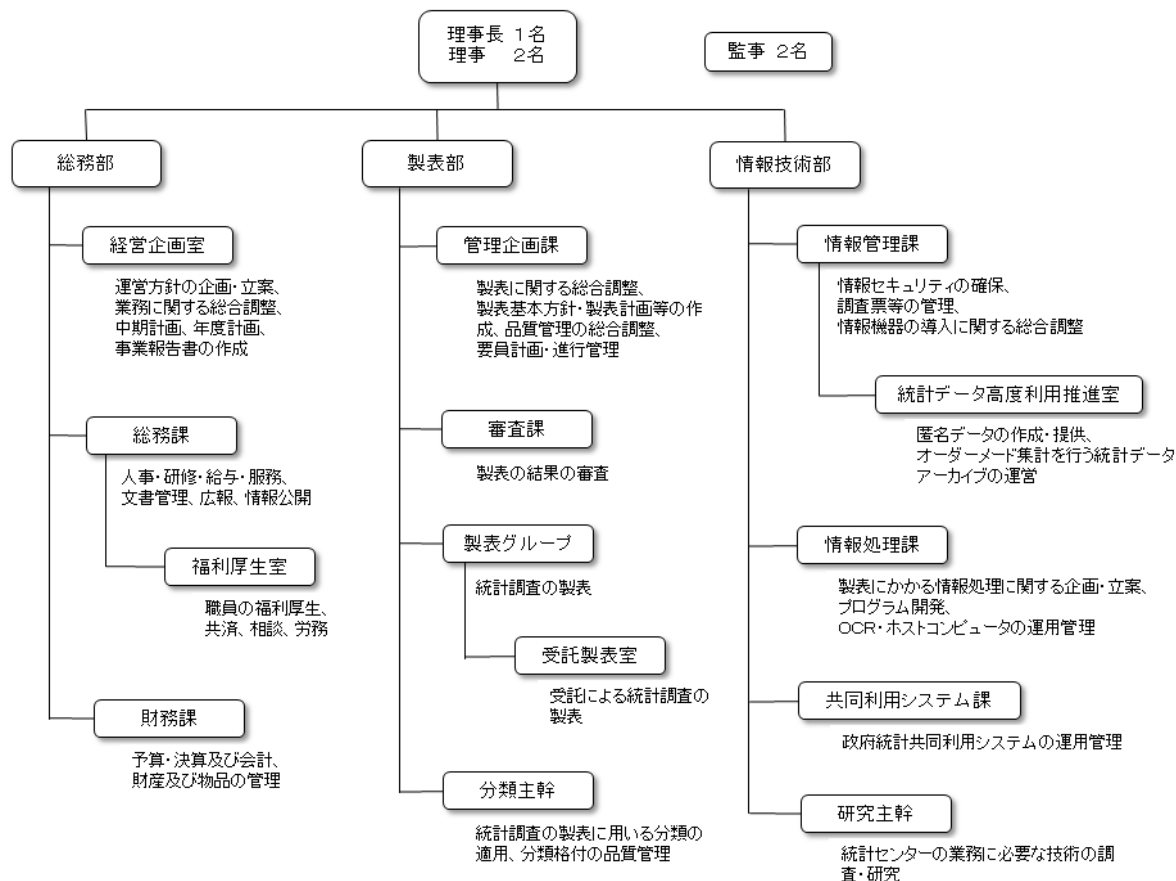 理事長 1名
理事 2名
監事 2名
総務部
経営企画室
運営方針の企画・立案、
業務に関する総合調整、
中期計画、年度計画、
事業報告書の作成
総務課
人事・研修・給与・服務、
文書管理、広報、情報公開
福利厚生室
職員の福利厚生、
共済、相談、労務
財務課
予算・決算及び会計、
財産及び物品の管理
製表部
管理企画課
製表に関する総合調整、
製表基本方針・製表計画等の作
成、品質管理の総合調整、
要員計画・進行管理
審査課
製表の結果の審査
製表グループ
統計調査の製表
受託製表室
受託による統計調査の
製表
分類主幹
統計調査の製表に用いる分類の
適用、分類格付の品質管理
情報技術部
情報管理課
情報セキュリティの確保、
調査票等の管理、
情報機器の導入に関する総合調整
統計データ高度利用推進室
匿名データの作成・提供、
オーダーメード集計を行う統計データ
アーカイブの運営
情報処理課
製表にかかる情報処理に関する企画・立案、
プログラム開発、
OCR・ホストコンピュータの運用管理
共同利用システム課
政府統計共同利用システムの運用管理
研究主幹
統計センターの業務に必要な技術の調
査・研究